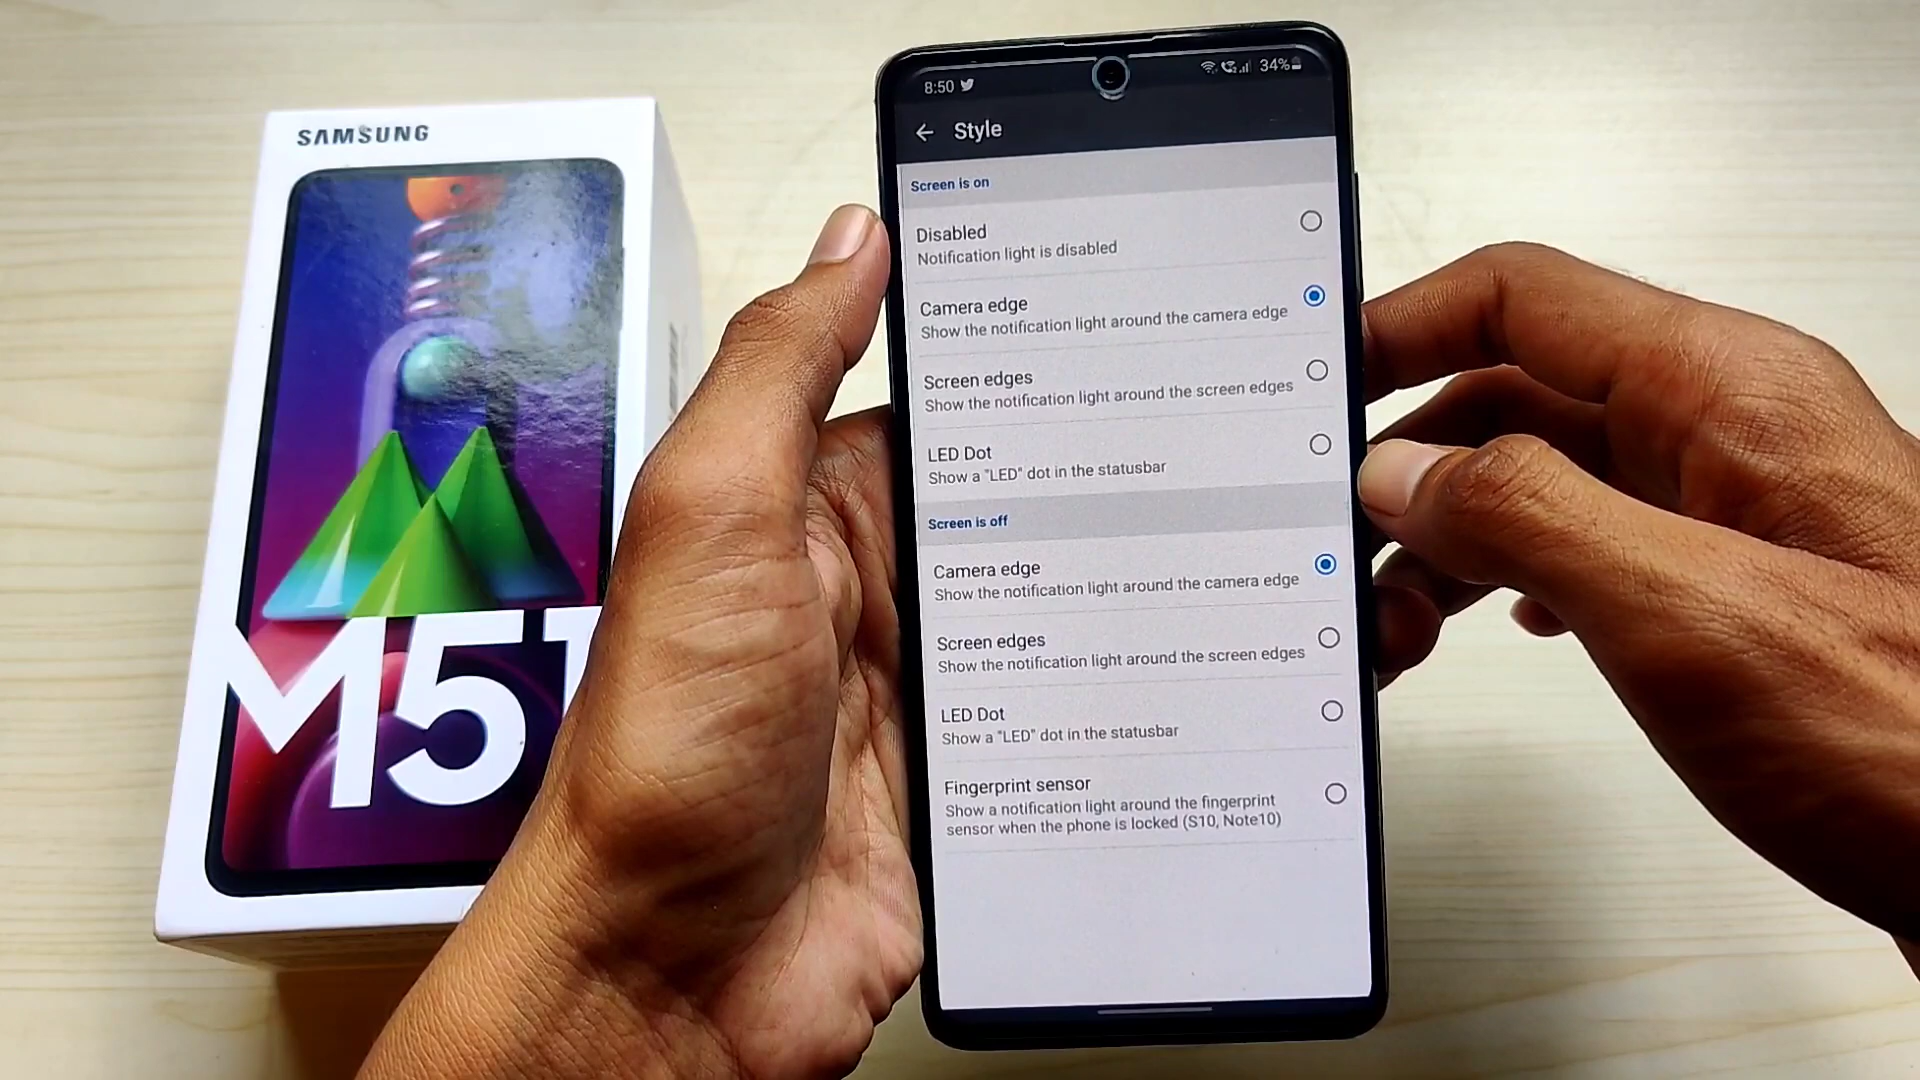 SAMSUNG
M51
8:50
34%
Style
Screen is on
Disabled
Notification light is disabled
Camera edge
Show the notification light around the camera edge
Screen edges
Show the notification light around the screen edges
LED Dot
Show a "LED" dot in the statusbar
Screen is off
Camera edge
Show the notification light around the camera edge
Screen edges
Show the notification light around the screen edges
LED Dot
Show a "LED" dot in the statusbar
Fingerprint sensor
Show a notification light around the fingerprint
sensor when the phone is locked (S10, Note10)